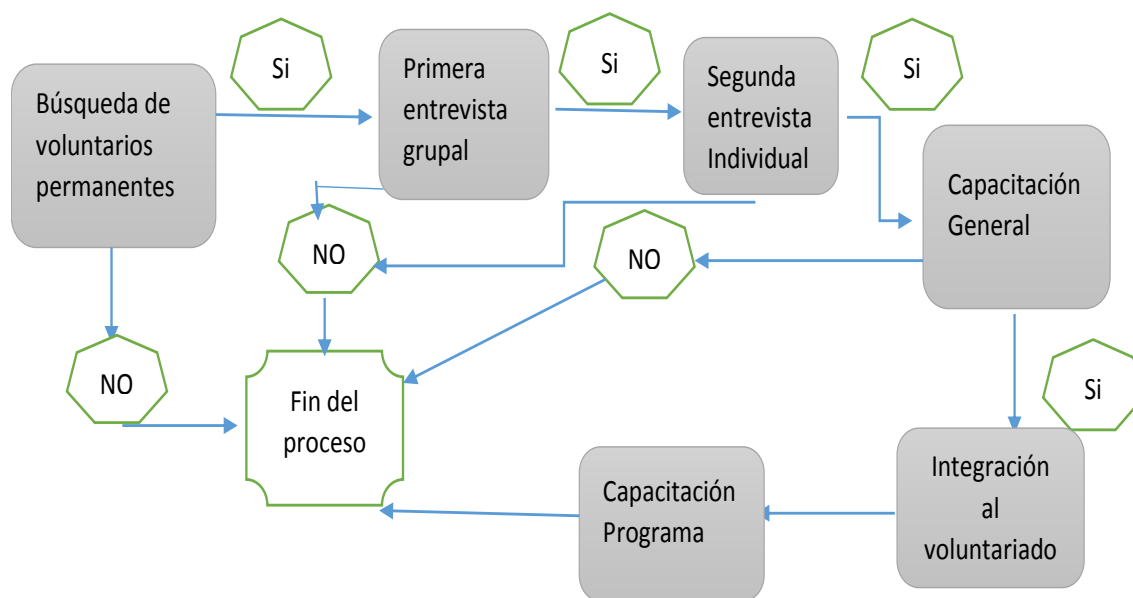 Si
Búsqueda de
voluntarios
permanentes
Primera
entrevista
grupal
Si
Segunda
entrevista
Individual
Si
Capacitación
General
NO
NO
NO
Si
Fin del
proceso
Capacitación
Programa
Integración
al
voluntariado